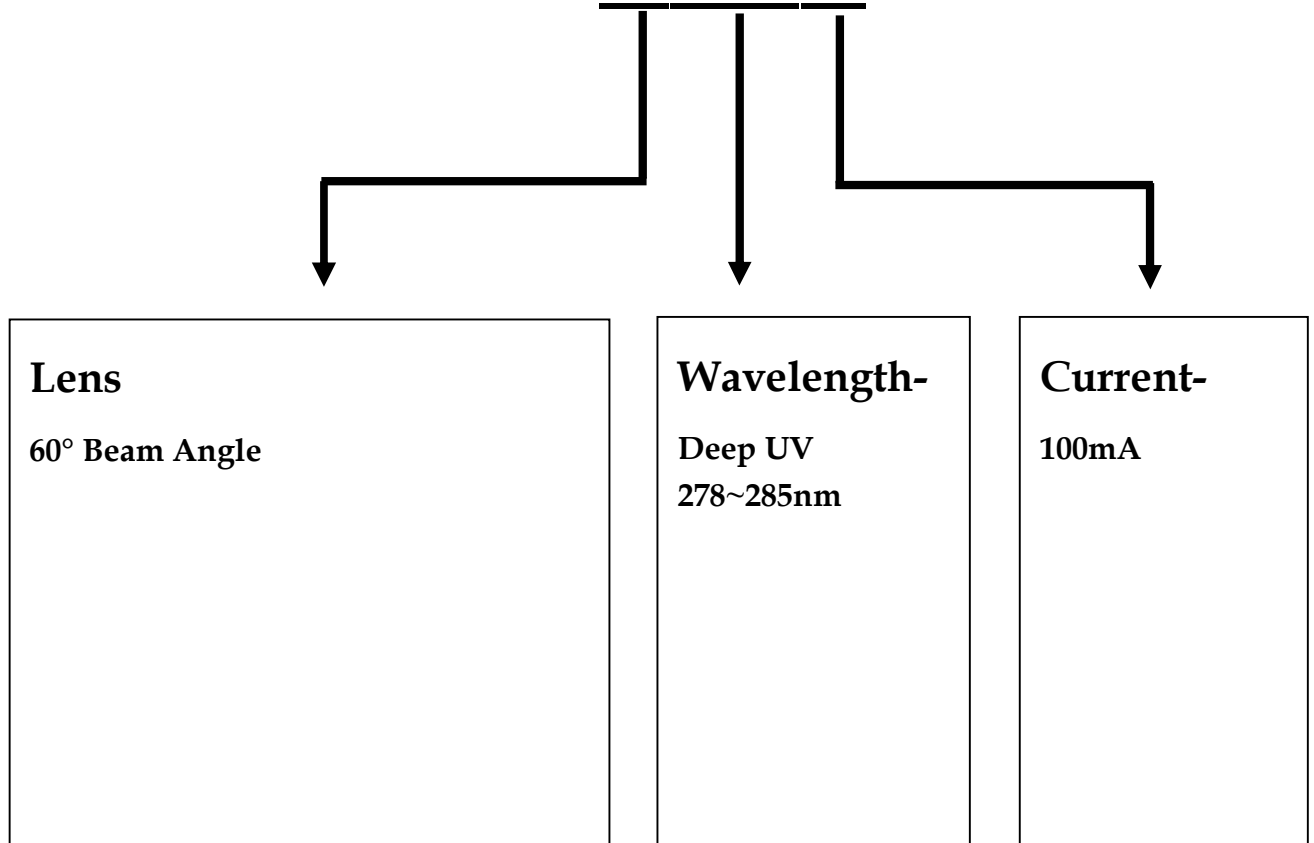 Lens
60° Beam Angle
Wavelength-
Deep UV
278~285nm
Current-
100mA